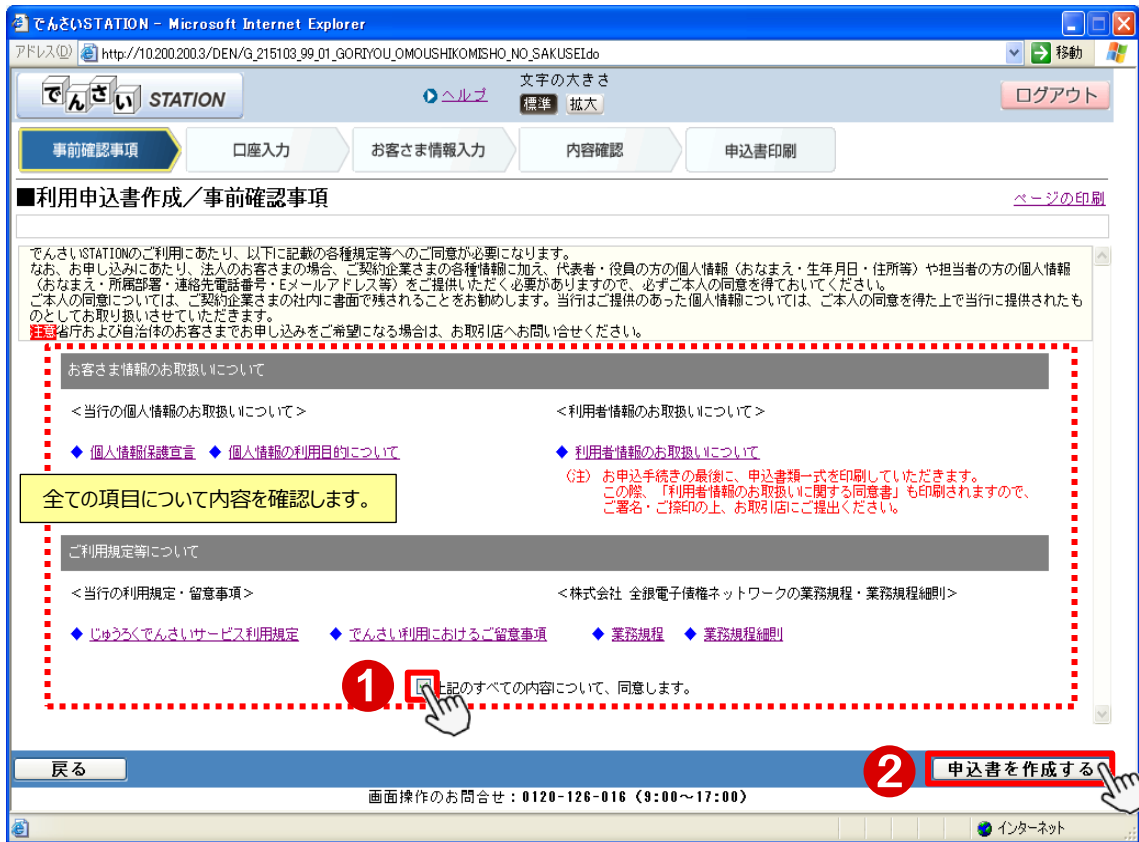 でんさいSTATION - Microsoft Internet Explorer
アドレス(D) http://10.200.200.3/DEN/G_215103_99_01_GORIYOU_OMOUSHIKOMISHO_NO_SAKUSEI.do 移動
でんさい STATION
ヘルプ
文字の大きさ
標準 拡大
ログアウト
事前確認事項 口座入力 お客さま情報入力 内容確認 申込書印刷
■利用申込書作成／事前確認事項
ページの印刷
でんさいSTATIONのご利用にあたり、以下に記載の各種規定等へのご同意が必要になります。
なお、お申し込みにあたり、法人のお客さまの場合、ご契約企業さまの各種情報に加え、代表者・役員の方の個人情報（おなまえ・生年月日・住所等）や担当者の方の個人情報
（おなまえ・所属部署・連絡先電話番号・Eメールアドレス等）をご提供いただく必要がありますので、必ずご本人の同意を得ておいてください。
ご本人の同意については、ご契約企業さまの社内に書面で残されることをお勧めします。当行はご提供のあった個人情報については、ご本人の同意を得た上で当行に提供されたも
のとしてお取り扱いさせていただきます。
注意省庁および自治体のお客さまでお申し込みをご希望になる場合は、お取引店へお問い合せください。
お客さま情報のお取扱いについて
＜当行の個人情報のお取扱いについて＞ ＜利用者情報のお取扱いについて＞
◆ 個人情報保護宣言 ◆ 個人情報の利用目的について ◆ 利用者情報のお取扱いについて
（注） お申込手続きの最後に、申込書類一式を印刷していただきます。
この際、「利用者情報のお取扱いに関する同意書」も印刷されますので、
ご署名・ご捺印の上、お取引店にご提出ください。
全ての項目について内容を確認します。
ご利用規定等について
＜当行の利用規定・留意事項＞ ＜株式会社 全銀電子債権ネットワークの業務規程・業務規程細則＞
◆ じゅうろくでんさいサービス利用規定 ◆ でんさい利用におけるご留意事項 ◆ 業務規程 ◆ 業務規程細則
1 上記のすべての内容について、同意します。
戻る 2 申込書を作成する
画面操作のお問合せ：0120-126-016（9:00～17:00）
インターネット